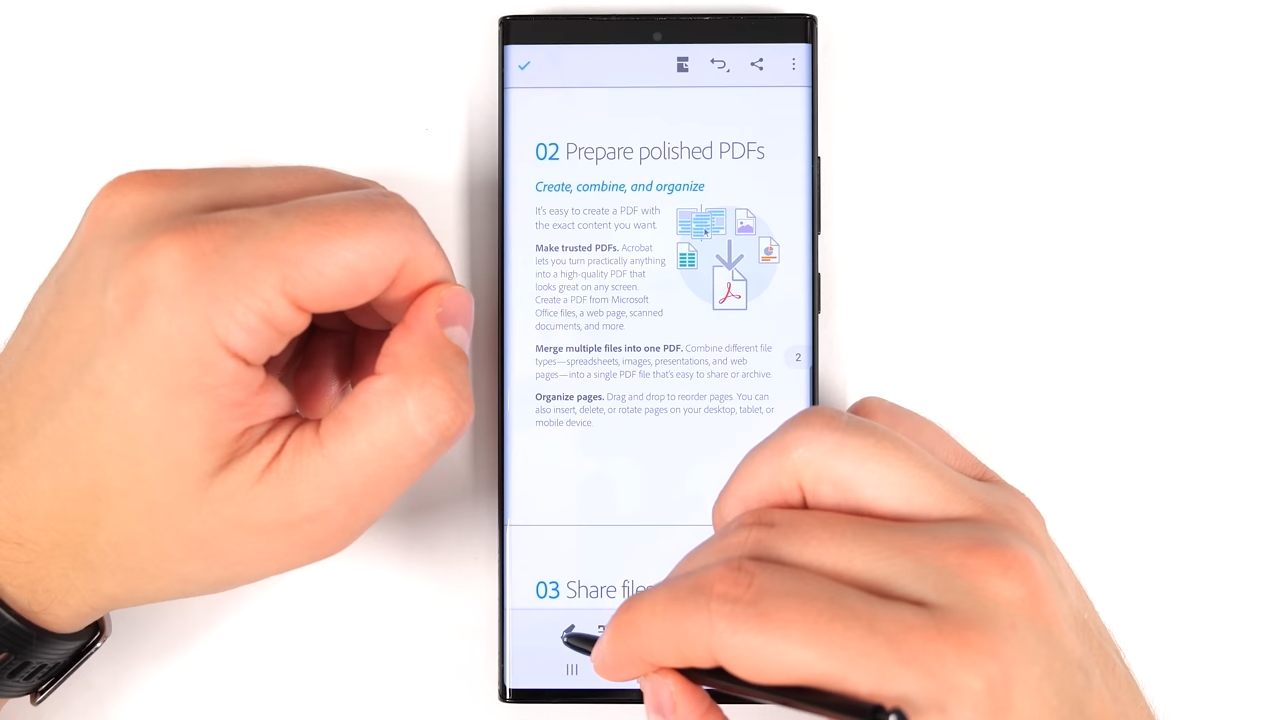 02 Prepare polished PDFs
Create, combine, and organize
It's easy to create a PDF with
the exact content you want.
Make trusted PDFs. Acrobat
lets you turn practically anything
into a high-quality PDF that
looks great on any screen.
Create a PDF from Microsoft
Office files, a web page, scanned
documents, and more.
Merge multiple files into one PDF. Combine different file
types—spreadsheets, images, presentations, and web
pages—into a single PDF file that's easy to share or archive.
2
Organize pages. Drag and drop to reorder pages. You can
also insert, delete, or rotate pages on your desktop, tablet, or
mobile device.
03 Share